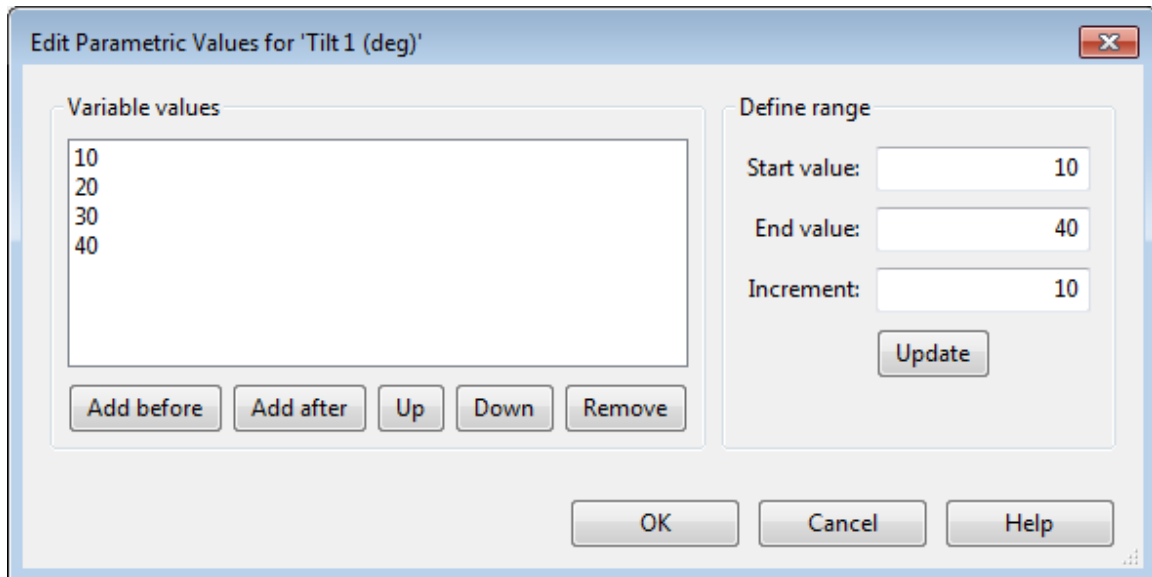 Edit Parametric Values for 'Tilt 1 (deg)'
Variable values
10
20
30
40
Add before Add after Up Down Remove
Define range
Start value: 10
End value: 40
Increment: 10
Update
OK Cancel Help